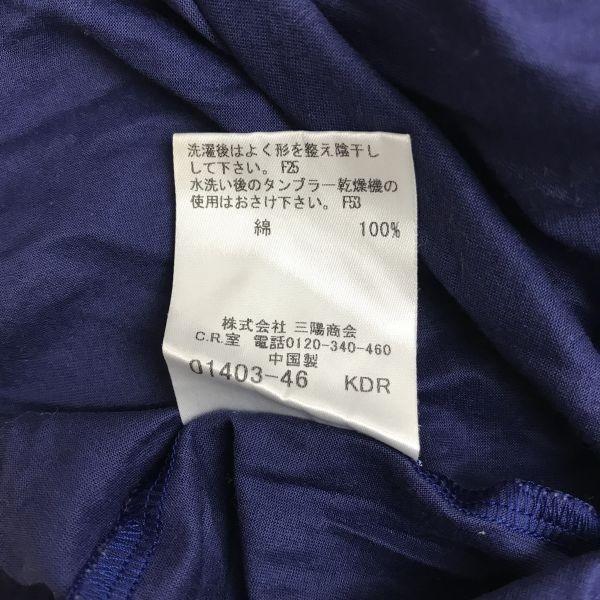 洗濯後はよく形を整え陰干し
して下さい。 F25
水洗い後のタンブラー乾燥機の
使用はおさけ下さい。 F53
綿 100%
株式会社 三陽商会
C.R.室 電話0120-340-460
中国製
01403-46 KDR